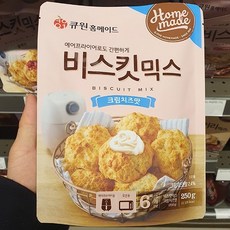 큐원 홈메이드
Home made
에어프라이어로도 간편하게
비스킷믹스
BISCUIT MIX
크림치즈맛
6
250g